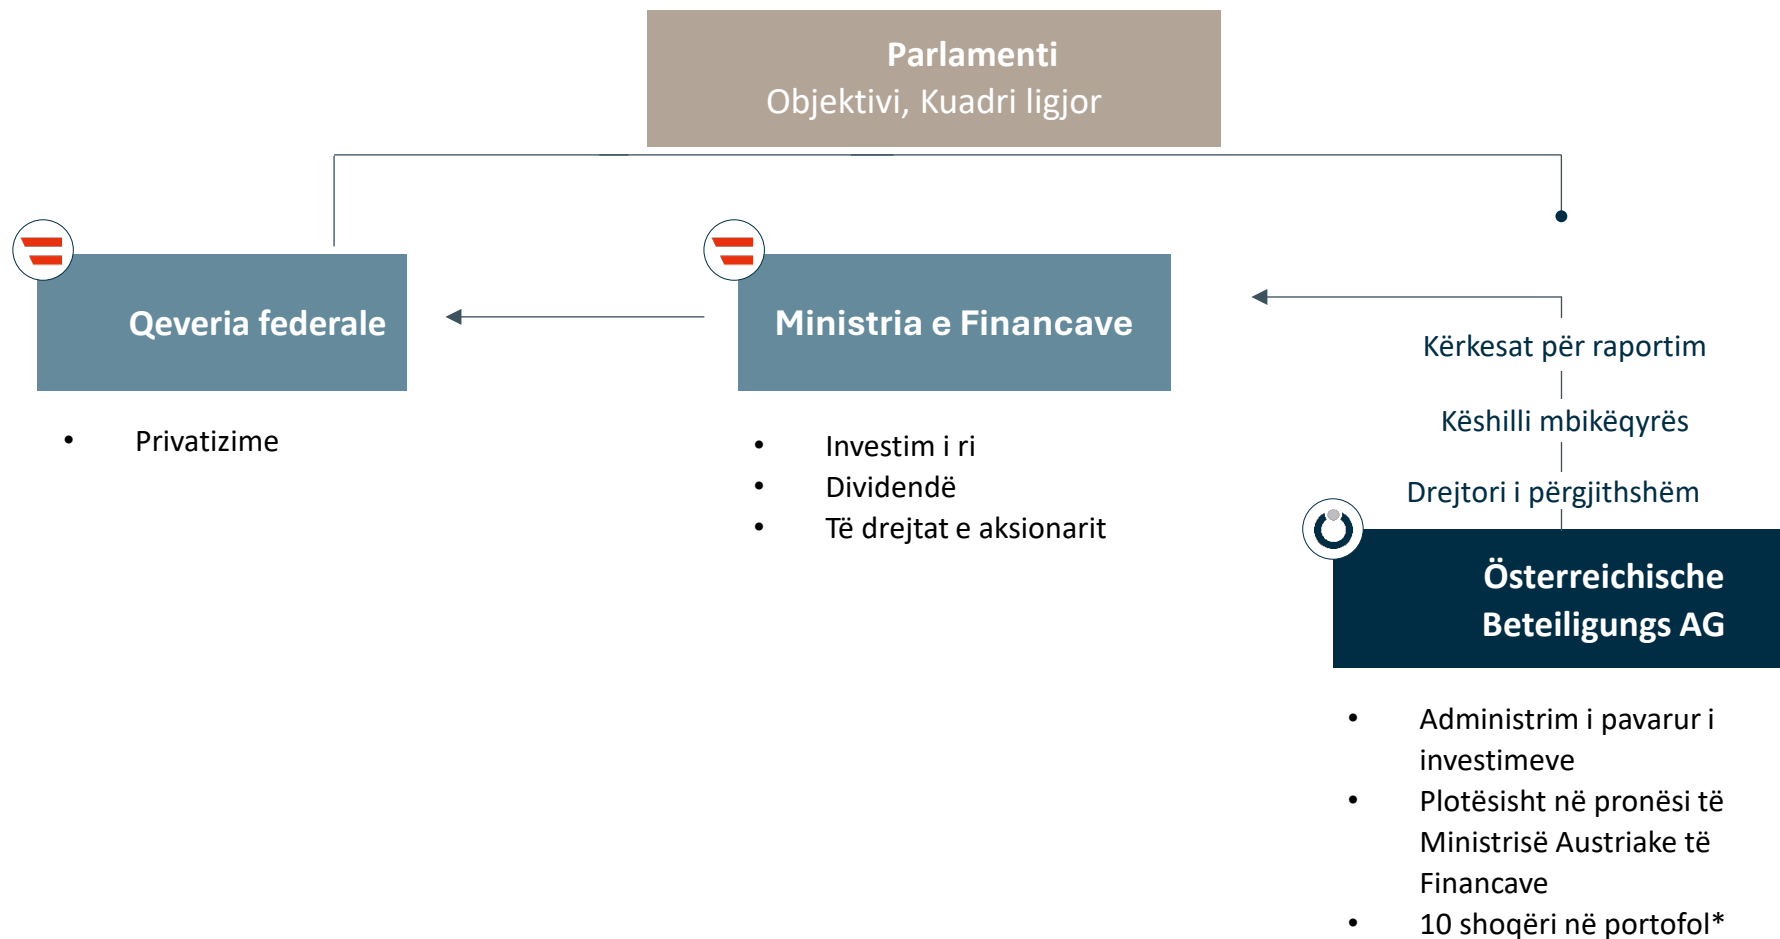 Parlamenti
Objektivi, Kuadri ligjor
Qeveria federale
• Privatizime
Ministria e Financave
• Investim i ri
• Dividendë
• Të drejtat e aksionarit
Kërkesat për raportim
Këshilli mbikëqyrës
Drejtori i përgjithshëm
Österreichische
Beteiligungs AG
• Administrim i pavarur i
investimeve
• Plotësisht në pronësi të
Ministrisë Austriake të
Financave
• 10 shoqëri në portofol*